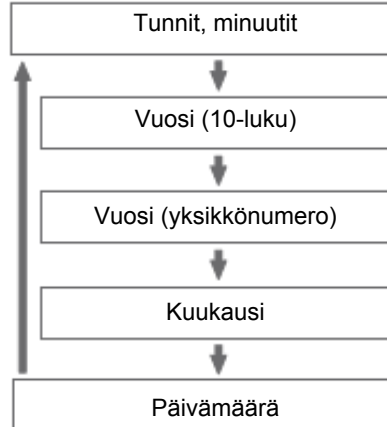 Tunnit, minuutit
Vuosi (10-luku)
Vuosi (yksikkönumero)
Kuukausi
Päivämäärä